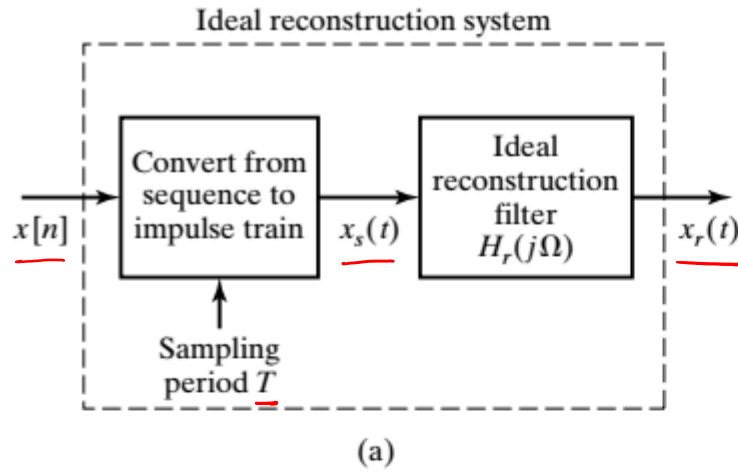 Ideal reconstruction system
Convert from
sequence to
impulse train
Ideal
reconstruction
filter
H_r(jΩ)
x[n]
x_s(t)
x_r(t)
Sampling
period T
(a)